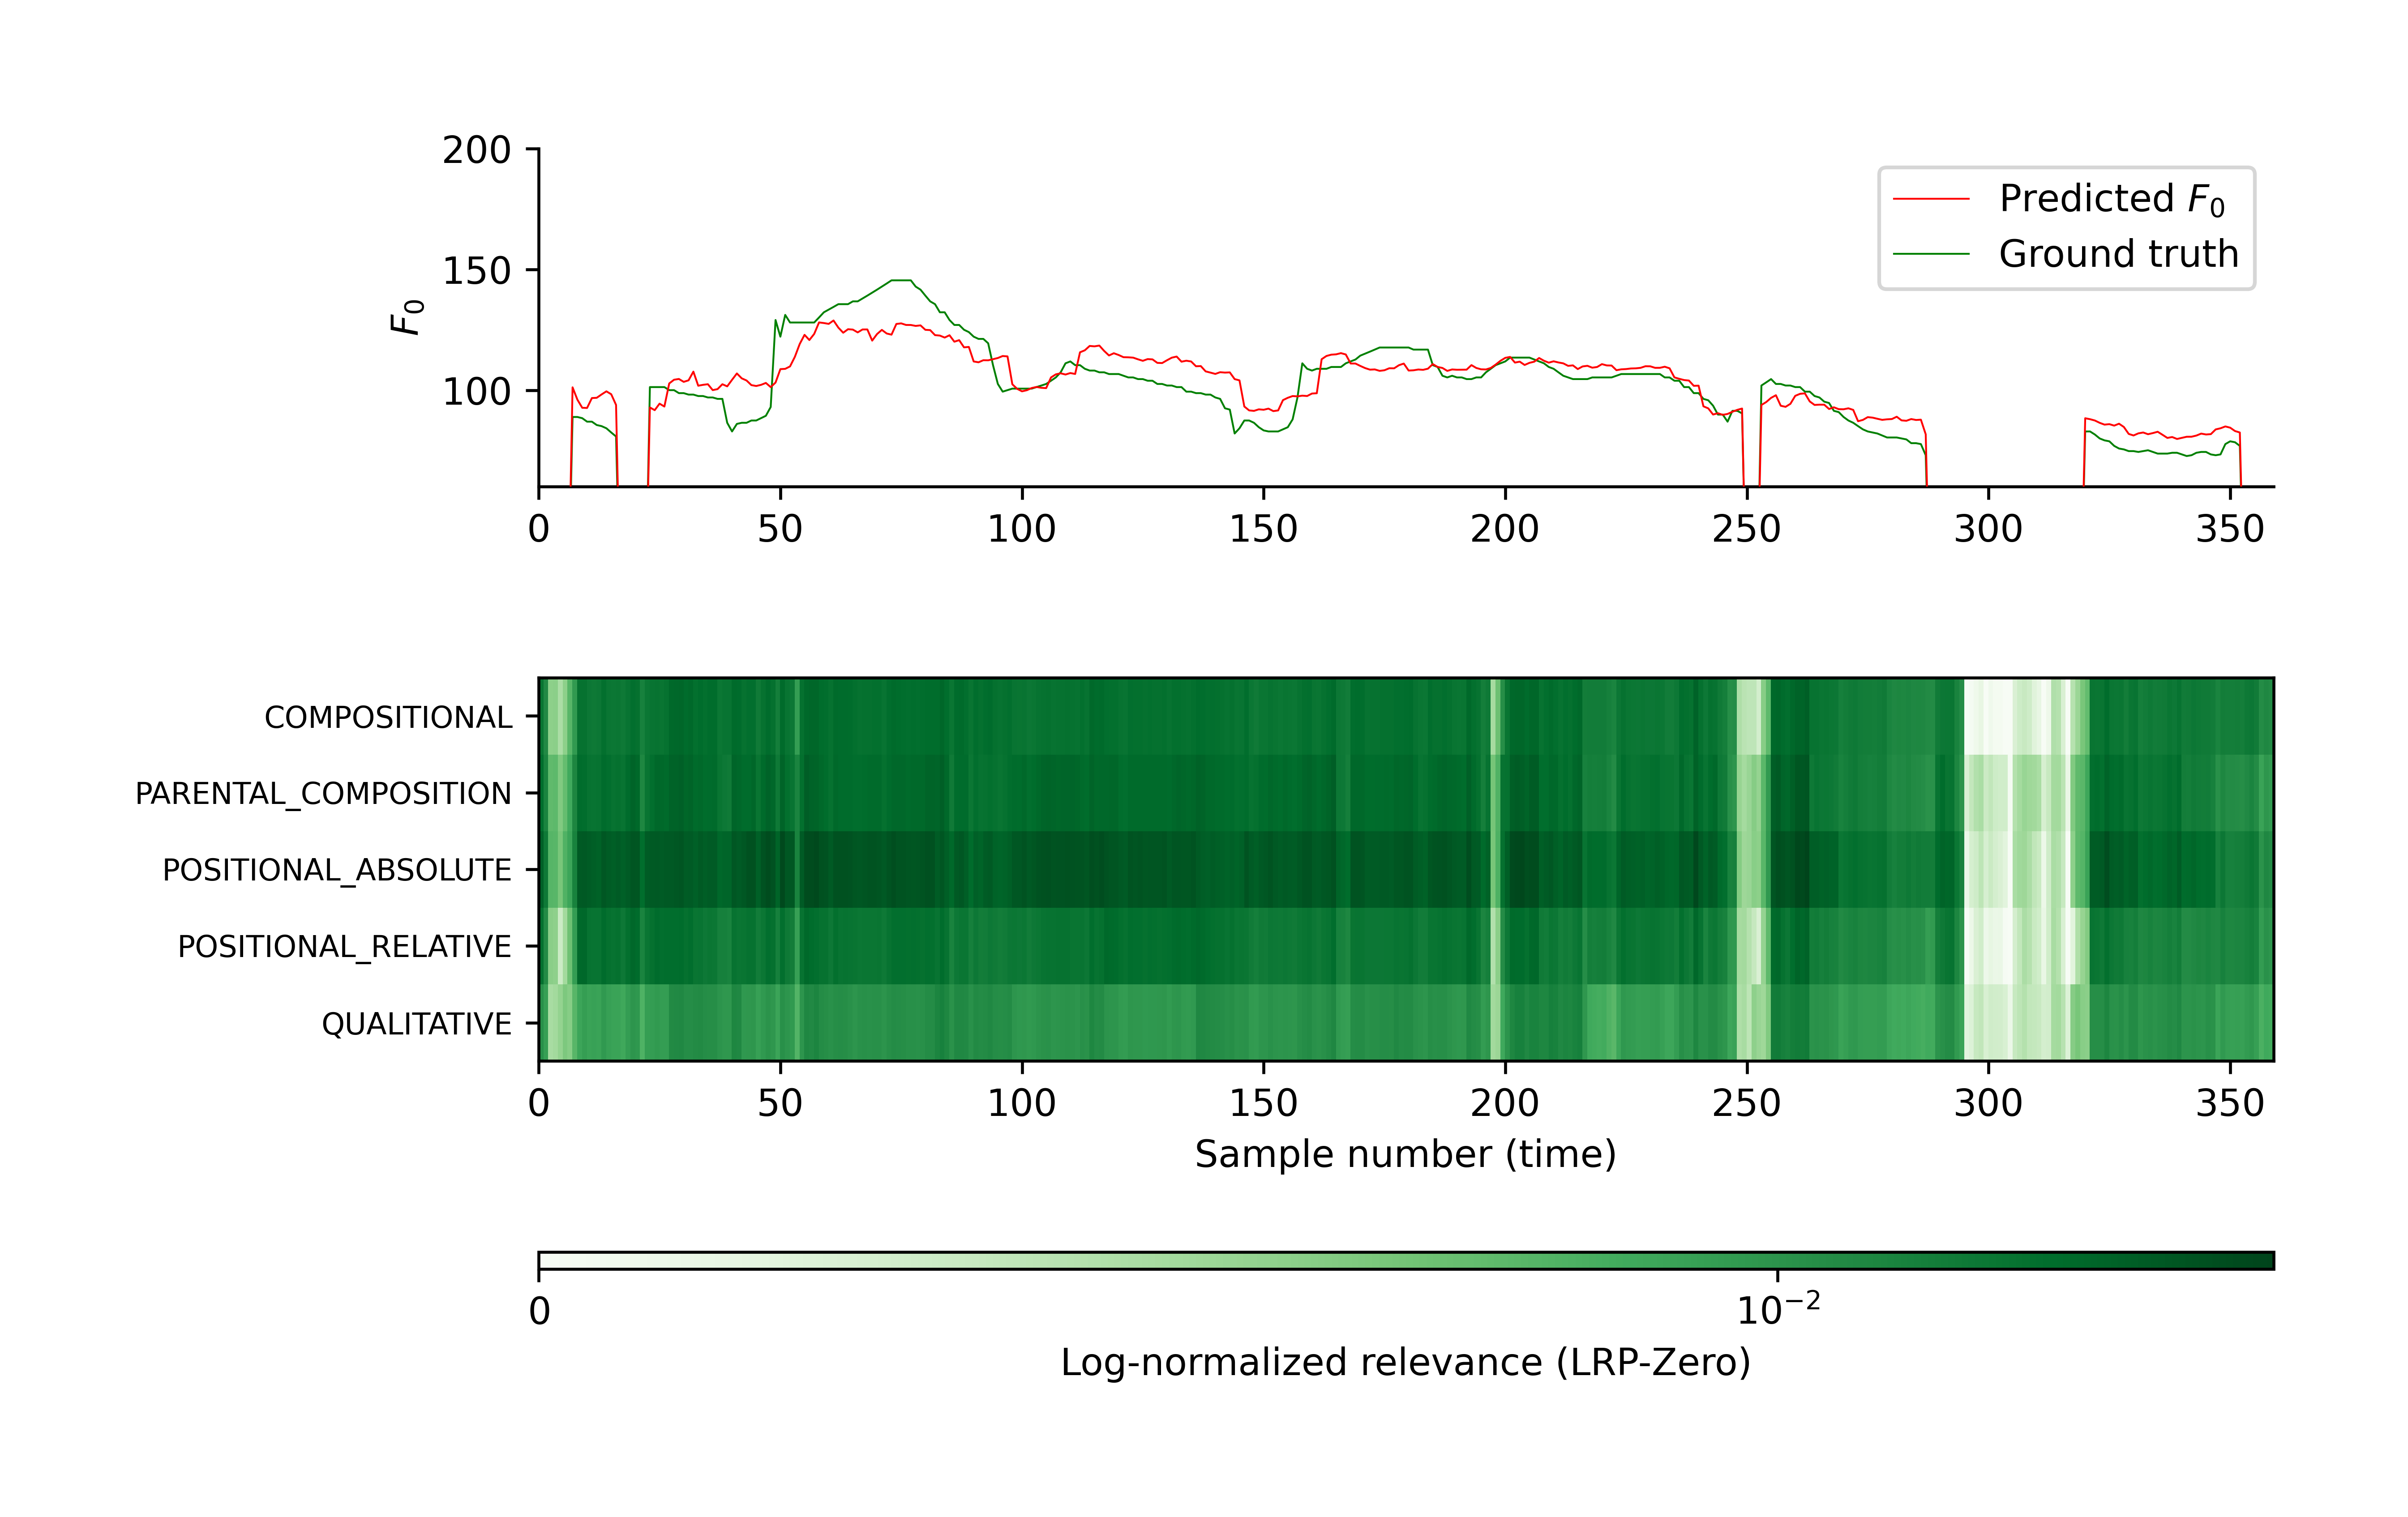 200
150
100
F₀
Predicted F₀
Ground truth
0 50 100 150 200 250 300 350
COMPOSITIONAL
PARENTAL_COMPOSITION
POSITIONAL_ABSOLUTE
POSITIONAL_RELATIVE
QUALITATIVE
0 50 100 150 200 250 300 350
Sample number (time)
0 10⁻²
Log-normalized relevance (LRP-Zero)